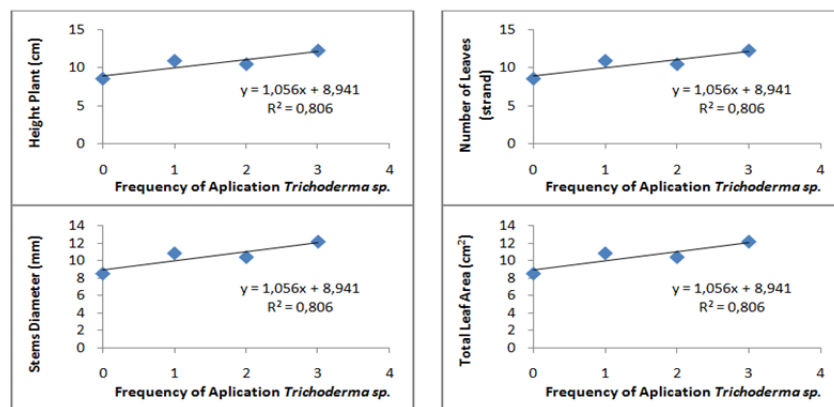 Height Plant (cm)
15
10
5
0
y = 1,056x + 8,941
R² = 0,806
0 1 2 3 4
Frequency of Aplication Trichoderma sp.
Number of Leaves
(strand)
15
10
5
0
y = 1,056x + 8,941
R² = 0,806
0 1 2 3 4
Frequency of Aplication Trichoderma sp.
Stems Diameter (mm)
14
12
10
8
6
4
2
0
y = 1,056x + 8,941
R² = 0,806
0 1 2 3 4
Frequency of Aplication Trichoderma sp.
Total Leaf Area (cm²)
14
12
10
8
6
4
2
0
y = 1,056x + 8,941
R² = 0,806
0 1 2 3 4
Frequency of Aplication Trichoderma sp.